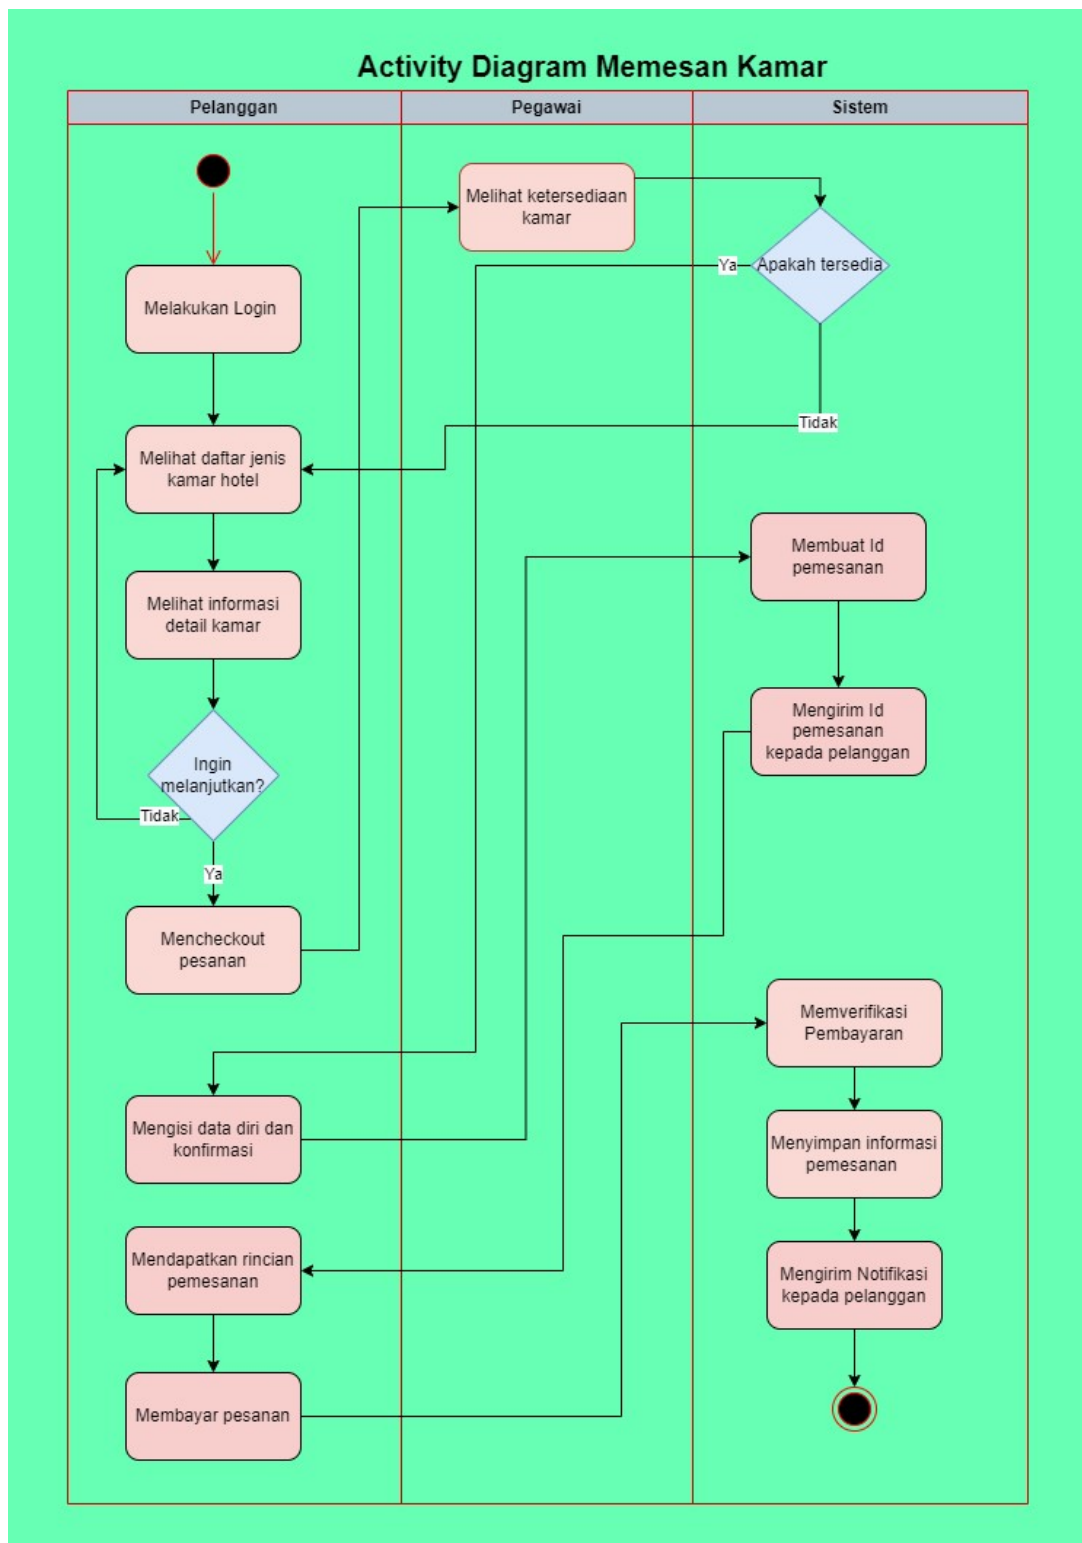 Activity Diagram Memesan Kamar
Pelanggan
Pegawai
Sistem
Melihat ketersediaan
kamar
Ya
Apakah tersedia
Melakukan Login
Tidak
Melihat daftar jenis
kamar hotel
Membuat Id
pemesanan
Melihat informasi
detail kamar
Mengirim Id
pemesanan
kepada pelanggan
Ingin
melanjutkan?
Tidak
Ya
Mencheckout
pesanan
Memverifikasi
Pembayaran
Mengisi data diri dan
konfirmasi
Menyimpan informasi
pemesanan
Mendapatkan rincian
pemesanan
Mengirim Notifikasi
kepada pelanggan
Membayar pesanan